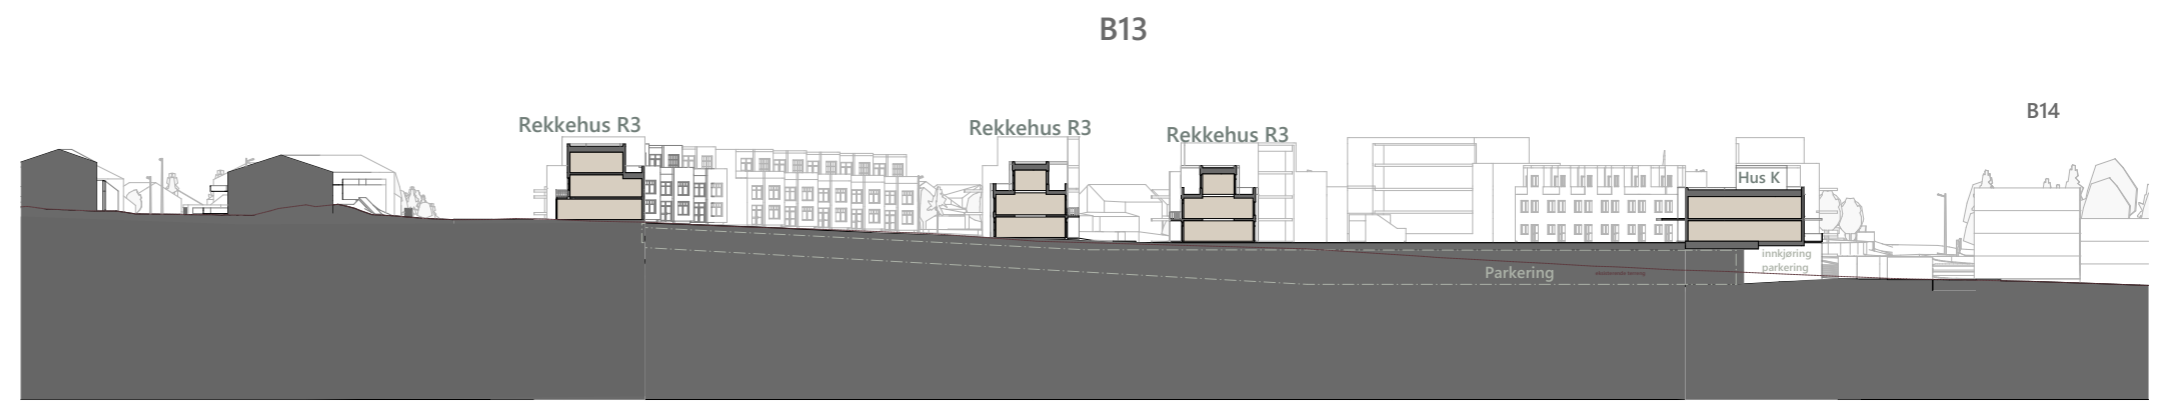 B13
B14
Rekkehus R3
Rekkehus R3
Rekkehus R3
Hus K
Innkjøring
parkering
Parkering